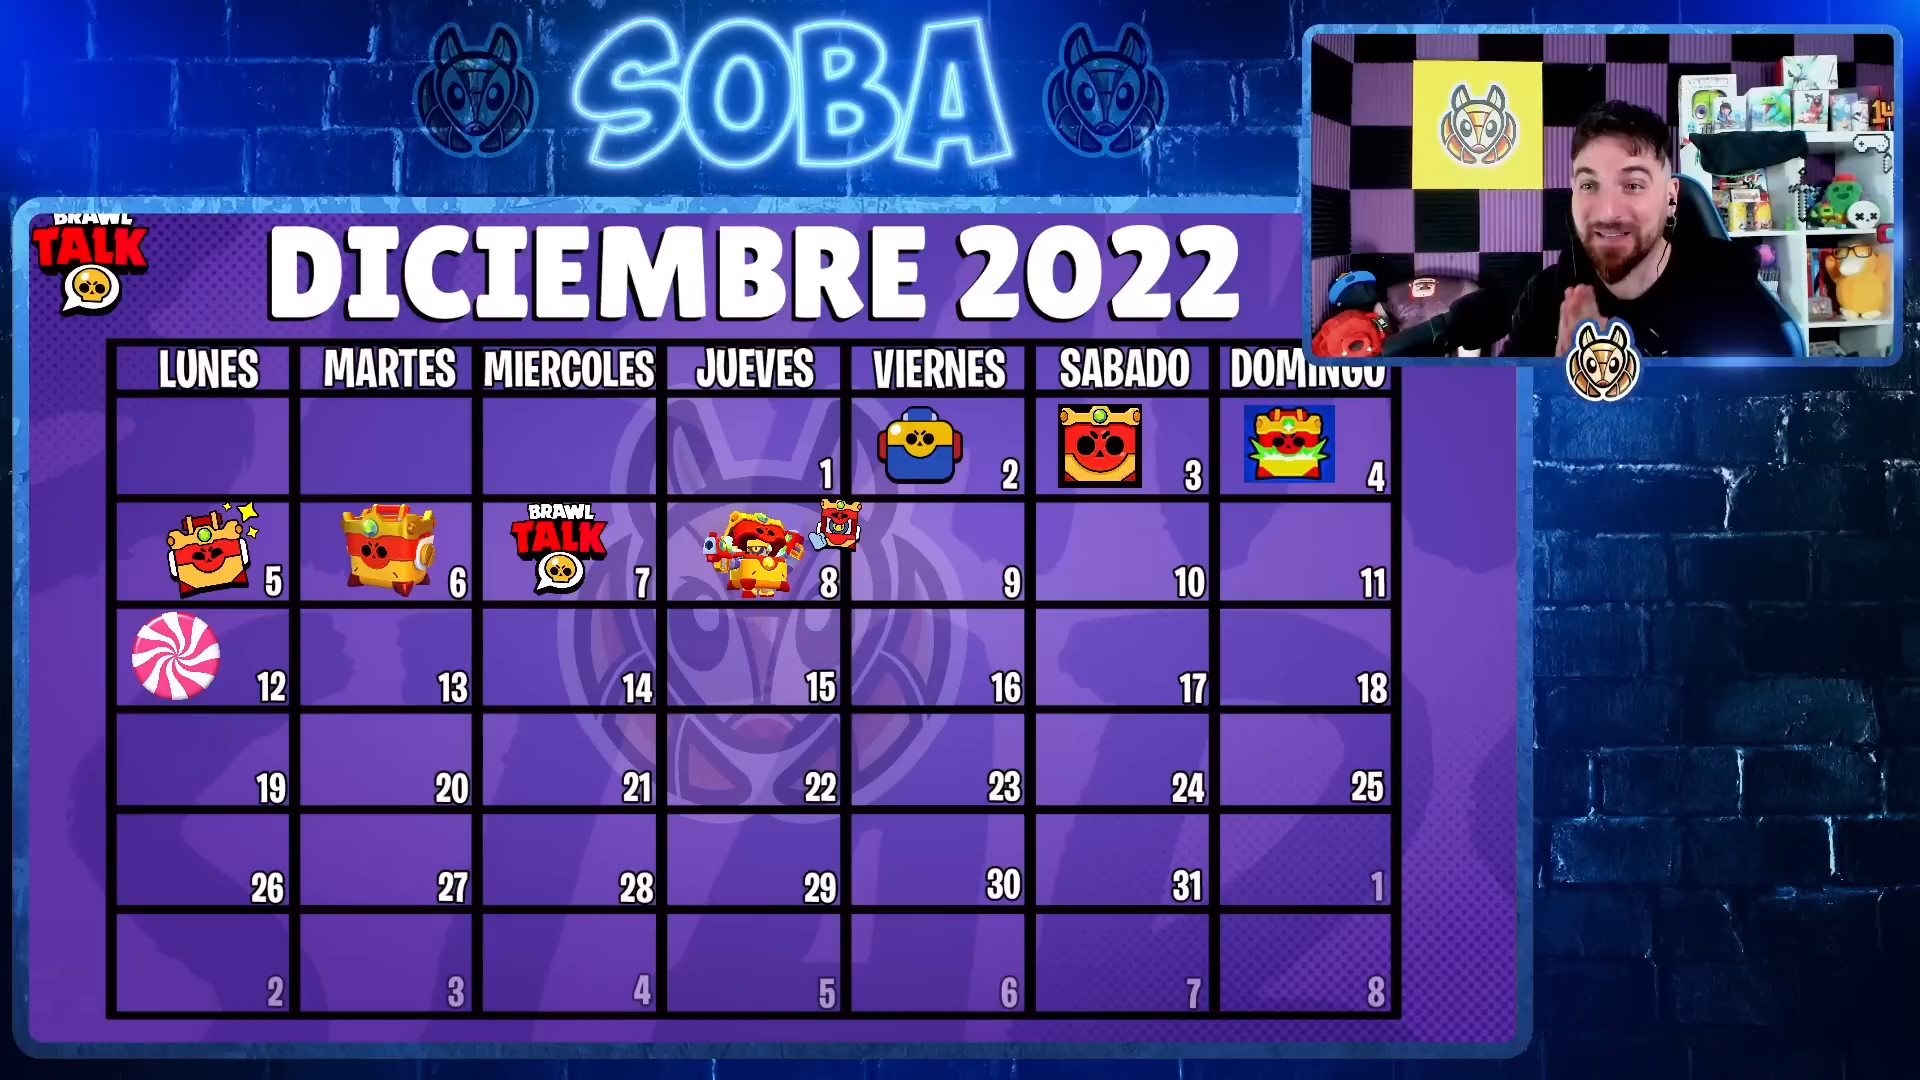 SOBA
BRAWL
TALK
DICIEMBRE 2022
LUNES MARTES MIERCOLES JUEVES VIERNES SABADO DOMINGO
1 2 3 4
BRAWL
TALK
5 6 7 8 9 10 11
12 13 14 15 16 17 18
19 20 21 22 23 24 25
26 27 28 29 30 31 1
2 3 4 5 6 7 8